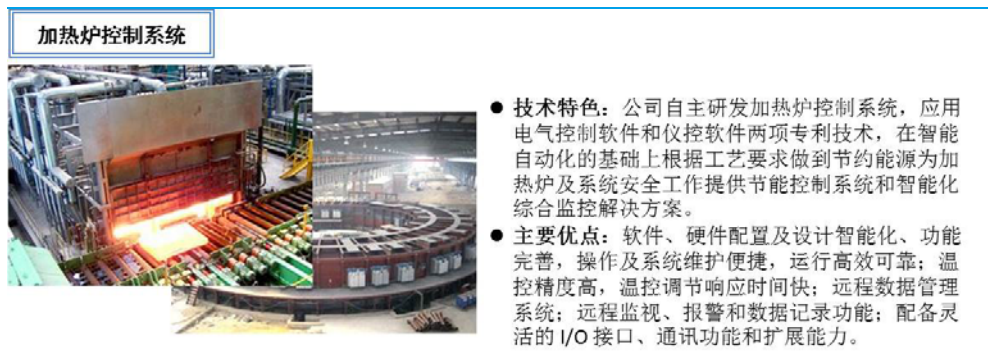 加热炉控制系统
● 技术特色：公司自主研发加热炉控制系统，应用
电气控制软件和仪控软件两项专利技术，在智能
自动化的基础上根据工艺要求做到节约能源为加
热炉及系统安全工作提供节能控制系统和智能化
综合监控解决方案。
● 主要优点：软件、硬件配置及设计智能化、功能
完善，操作及系统维护便捷，运行高效可靠；温
控精度高，温控调节响应时间快；远程数据管理
系统；远程监视、报警和数据记录功能；配备灵
活的 I/O 接口、通讯功能和扩展能力。